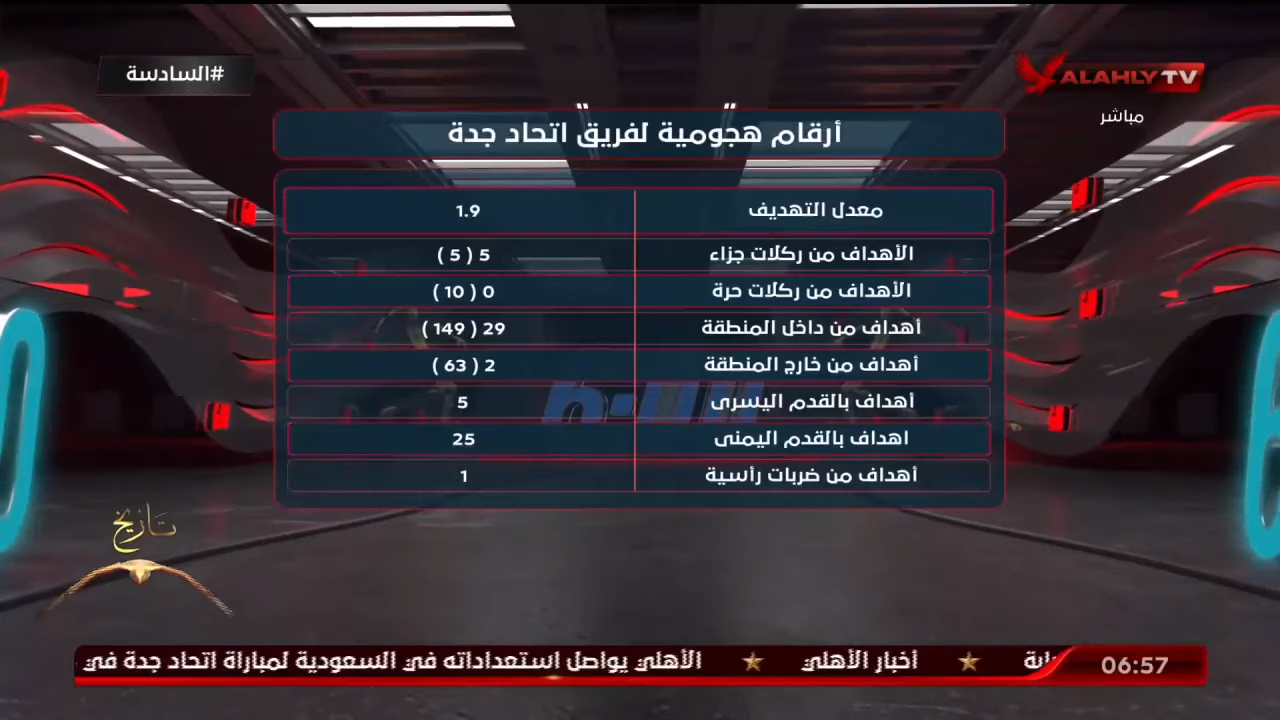 #السادسة
ALAHLY TV
مباشر
أرقام هجومية لفريق اتحاد جدة
معدل التهديف 1.9
الأهداف من ركلات جزاء 5 ( 5 )
الأهداف من ركلات حرة 0 ( 10 )
أهداف من داخل المنطقة 29 ( 149 )
أهداف من خارج المنطقة 2 ( 63 )
أهداف بالقدم اليسرى 5
اهداف بالقدم اليمنى 25
أهداف من ضربات رأسية 1
تاريخ
06:57 ★ أخبار الأهلي ★ الأهلي يواصل استعداداته في السعودية لمباراة اتحاد جدة في